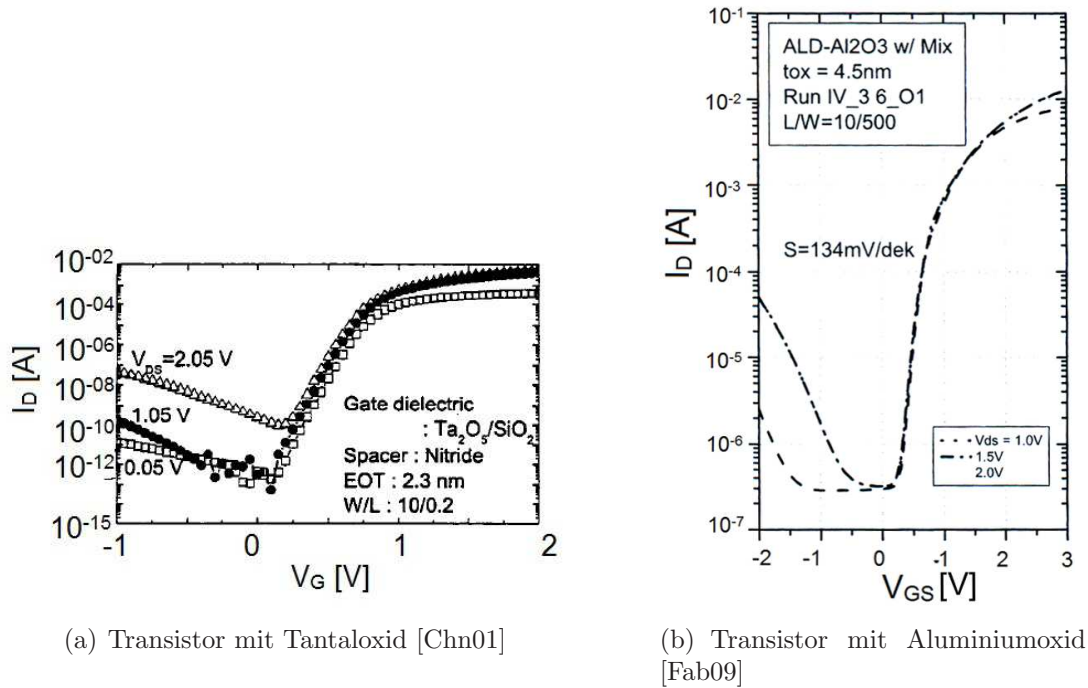 10⁻⁰²
10⁻⁰⁴
10⁻⁰⁶
10⁻⁰⁸
10⁻¹⁰
10⁻¹²
10⁻¹⁵
I_D [A]
V_DS=2.05 V
1.05 V
0.05 V
Gate dielectric
: Ta₂O₅/SiO₂
Spacer : Nitride
EOT : 2.3 nm
W/L : 10/0.2
-1 0 1 2
V_G [V]
(a) Transistor mit Tantaloxid [Chn01]
10⁻¹
10⁻²
10⁻³
10⁻⁴
10⁻⁵
10⁻⁶
10⁻⁷
I_D [A]
ALD-Al2O3 w/ Mix
tox = 4.5nm
Run IV_3 6_O1
L/W=10/500
S=134mV/dek
Vds = 1.0V
1.5V
2.0V
-2 -1 0 -1 2 3
V_GS [V]
(b) Transistor mit Aluminiumoxid
[Fab09]